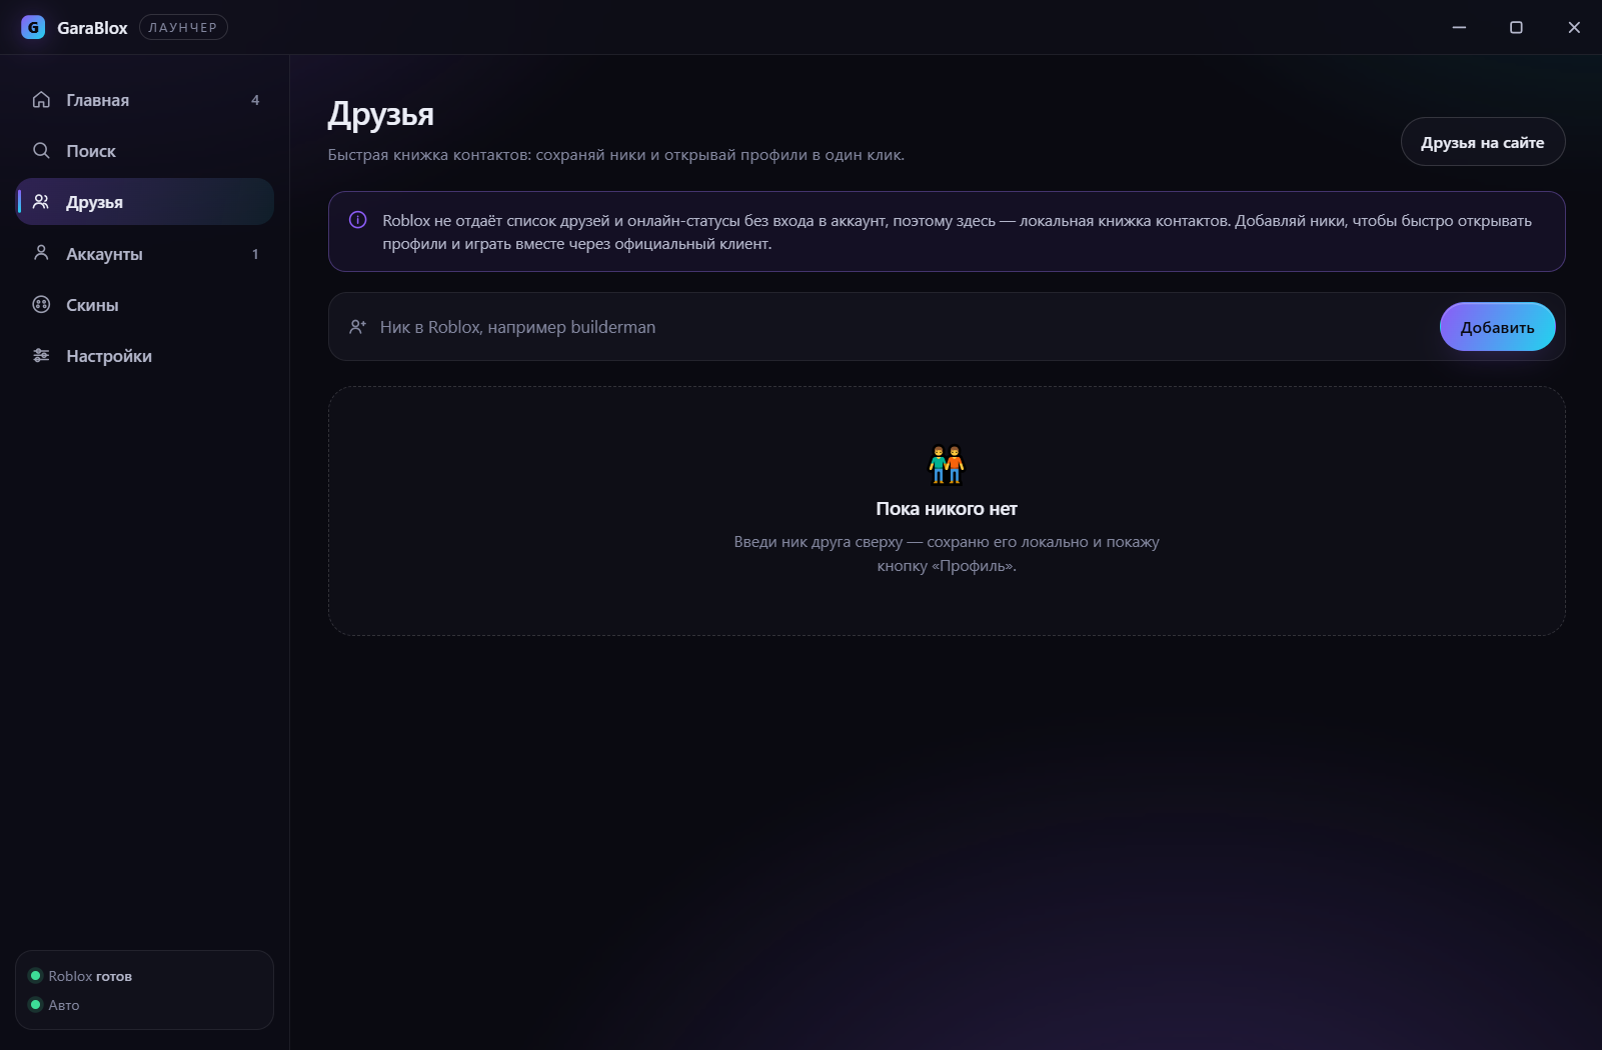 G GaraBlox ЛАУНЧЕР
Главная 4
Поиск
Друзья
Аккаунты 1
Скины
Настройки
Roblox готов
Авто
Друзья
Быстрая книжка контактов: сохраняй ники и открывай профили в один клик.
Друзья на сайте
Roblox не отдаёт список друзей и онлайн-статусы без входа в аккаунт, поэтому здесь — локальная книжка контактов. Добавляй ники, чтобы быстро открывать
профили и играть вместе через официальный клиент.
Ник в Roblox, например builderman
Добавить
Пока никого нет
Введи ник друга сверху — сохраню его локально и покажу
кнопку «Профиль».